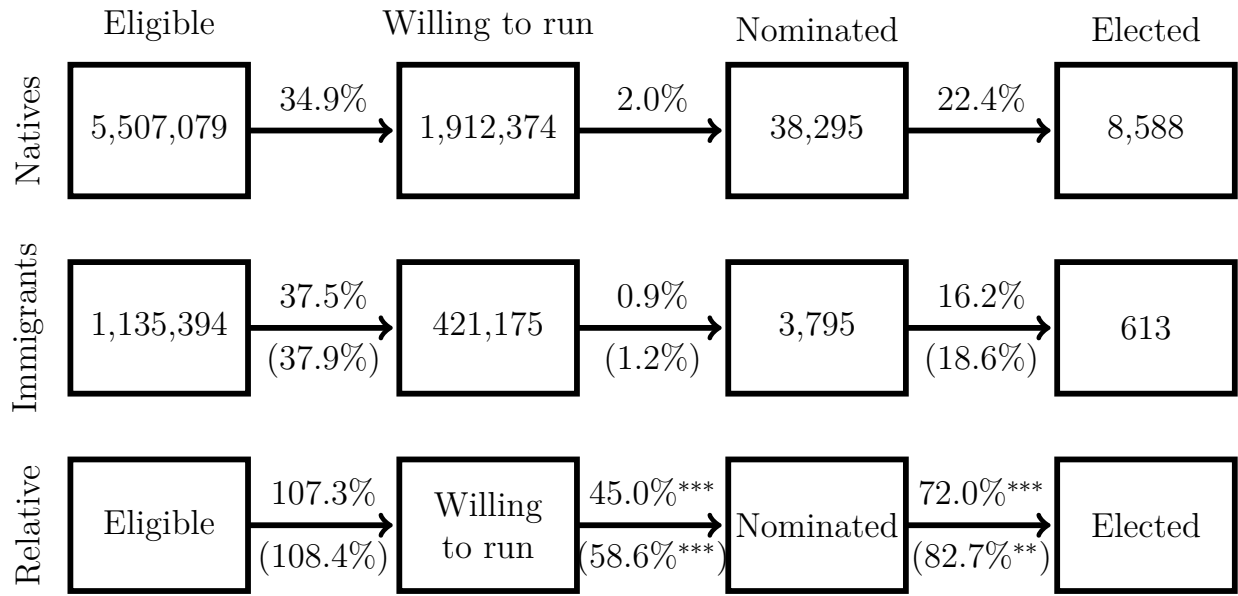 Eligible Willing to run Nominated Elected
Natives
34.9% 2.0% 22.4%
5,507,079 1,912,374 38,295 8,588
Immigrants
37.5% 0.9% 16.2%
1,135,394 421,175 3,795 613
(37.9%) (1.2%) (18.6%)
Relative
107.3% 45.0%*** 72.0%***
Eligible Willing to run Nominated Elected
(108.4%) (58.6%***) (82.7%**)